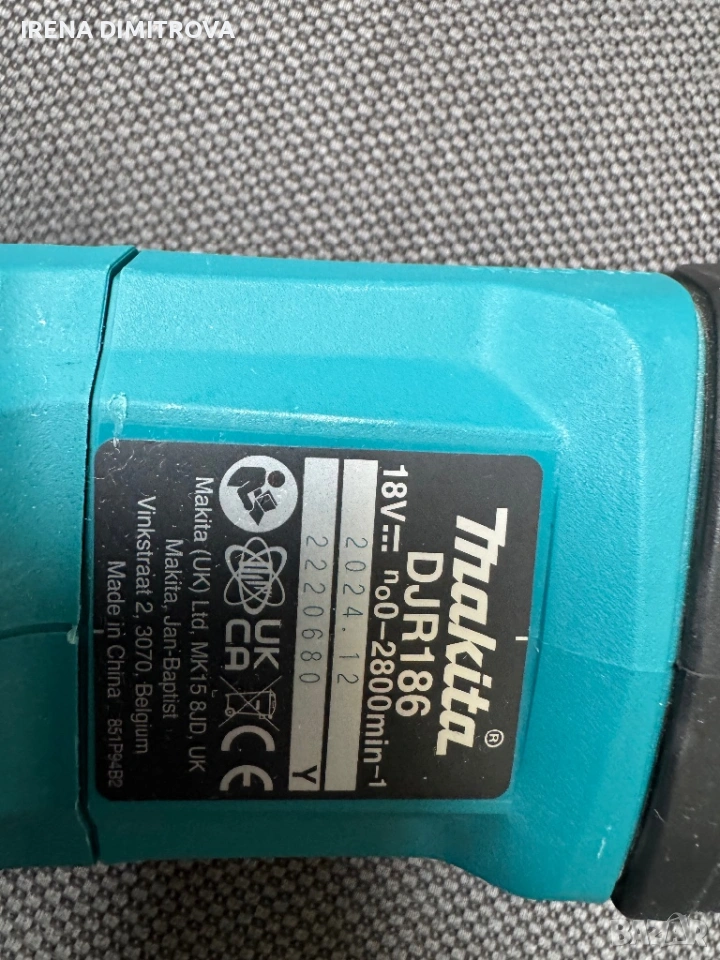 IRENA DIMITROVA
Makita®
DJR186
18V n₀0-2800min-1
2024.12
2220680 Y
UK
CA
CE
Makita (UK) Ltd, MK15 8JD, UK
Makita, Jan-Baptist
Vinkstraat 2, 3070, Belgium
Made in China 851P94B2
BAZAR